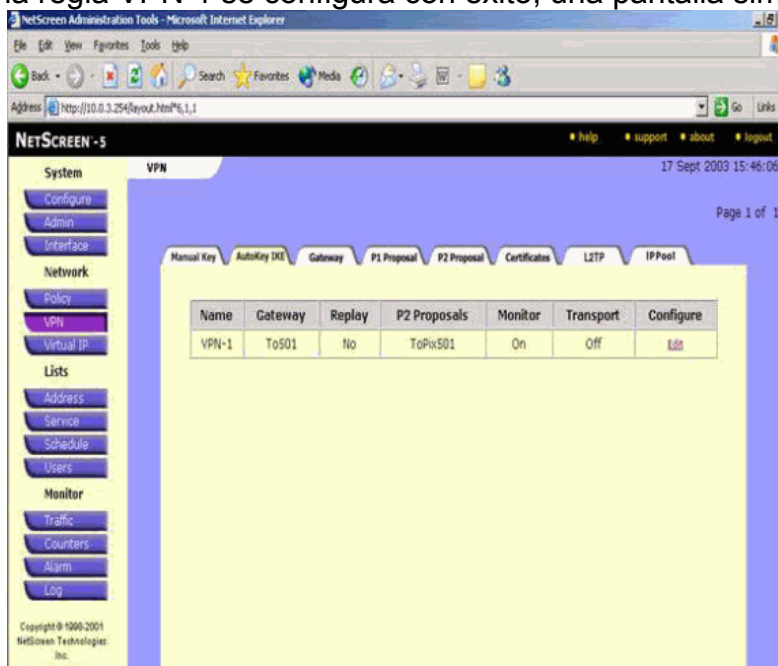 la regla VPN-1 se configura con éxito, una pantalla sim
NetScreen Administration Tools - Microsoft Internet Explorer
File Edit View Favorites Tools Help
Back Search Favorites Media
Address http://10.0.3.254/layout.html*6,1,1 Go Links
NETSCREEN-5
help support about logout
System
Configure
Admin
Interface
Network
Policy
VPN
Virtual IP
Lists
Address
Service
Schedule
Users
Monitor
Traffic
Counters
Alarm
Log
Copyright © 1998-2001
NetScreen Technologies
Inc.
VPN
17 Sept 2003 15:46:06
Page 1 of 1
Manual Key AutoKey IKE Gateway P1 Proposal P2 Proposal Certificates L2TP IP Pool
Name Gateway Replay P2 Proposals Monitor Transport Configure
VPN-1 To501 No ToPix501 On Off Edit